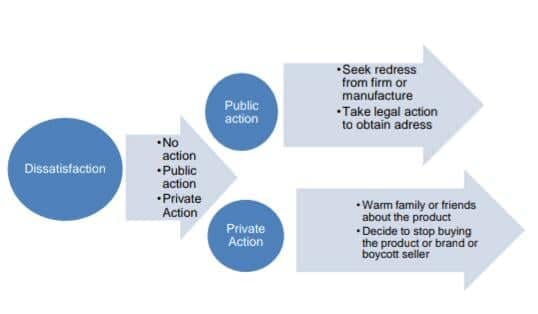 Dissatisfaction
•No
action
•Public
action
•Private
Action
Public
action
•Seek redress
from firm or
manufacture
•Take legal action
to obtain adress
Private
Action
•Warm family or friends
about the product
•Decide to stop buying
the product or brand or
boycott seller